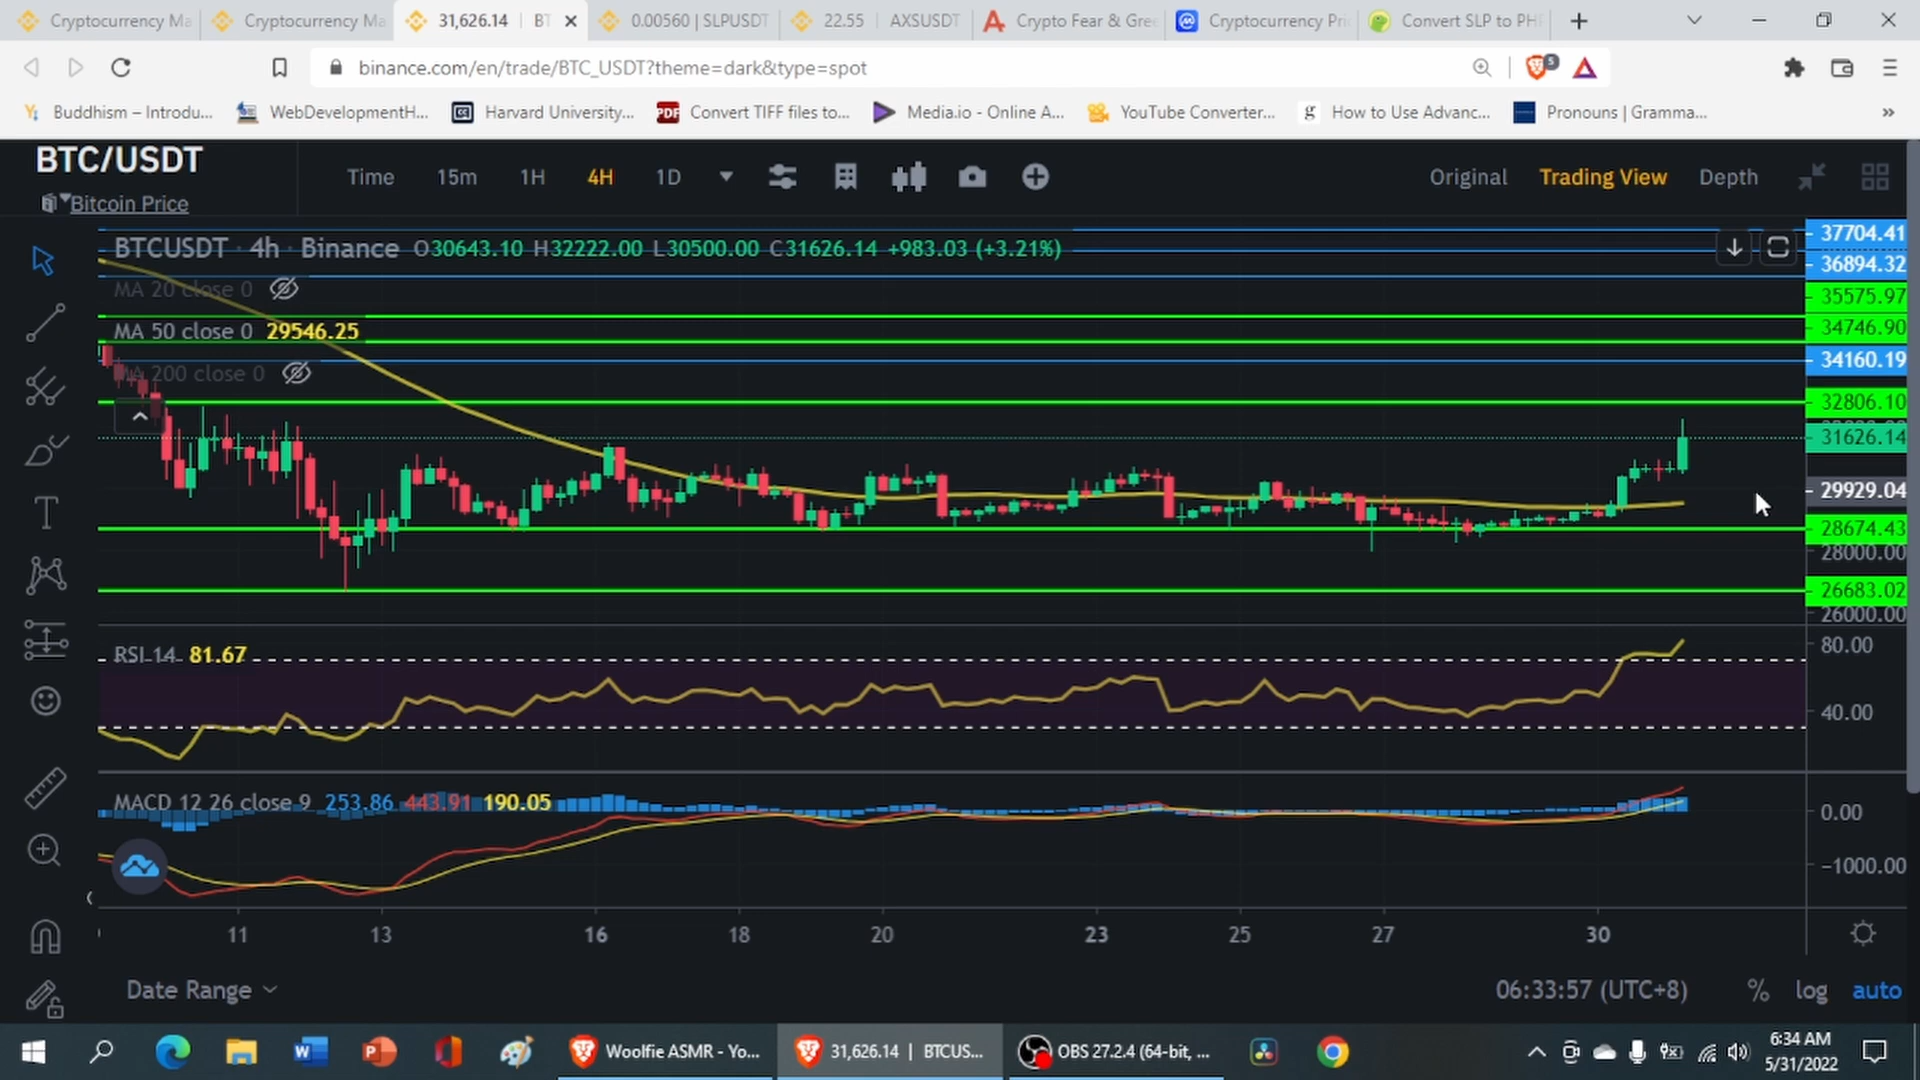 Cryptocurrency Ma
Cryptocurrency Ma
31,626.14 | BT
0.00560 | SLPUSDT
22.55 | AXSUSDT
Crypto Fear & Gre
Cryptocurrency Pri
Convert SLP to PHP
binance.com/en/trade/BTC_USDT?theme=dark&type=spot
5
Buddhism – Introdu...
WebDevelopmentH...
Harvard University...
PDF
Convert TIFF files to...
Media.io - Online A...
YouTube Converter...
g
How to Use Advanc...
Pronouns | Gramma...
»
BTC/USDT
Bitcoin Price
Time 15m 1H 4H 1D
Original Trading View Depth
BTCUSDT · 4h · Binance O30643.10 H32222.00 L30500.00 C31626.14 +983.03 (+3.21%)
MA 20 close 0
MA 50 close 0 29546.25
MA 200 close 0
37704.41
36894.32
35575.97
34746.90
34160.19
32806.10
31626.14
29929.04
28674.43
28000.00
26683.02
26000.00
RSI 14 81.67
80.00
40.00
MACD 12 26 close 9 253.86 443.91 190.05
0.00
−1000.00
11 13 16 18 20 23 25 27 30
Date Range
06:33:57 (UTC+8) % log auto
Woolfie ASMR - Yo...
31,626.14 | BTCUS...
OBS 27.2.4 (64-bit, ...
6:34 AM
5/31/2022